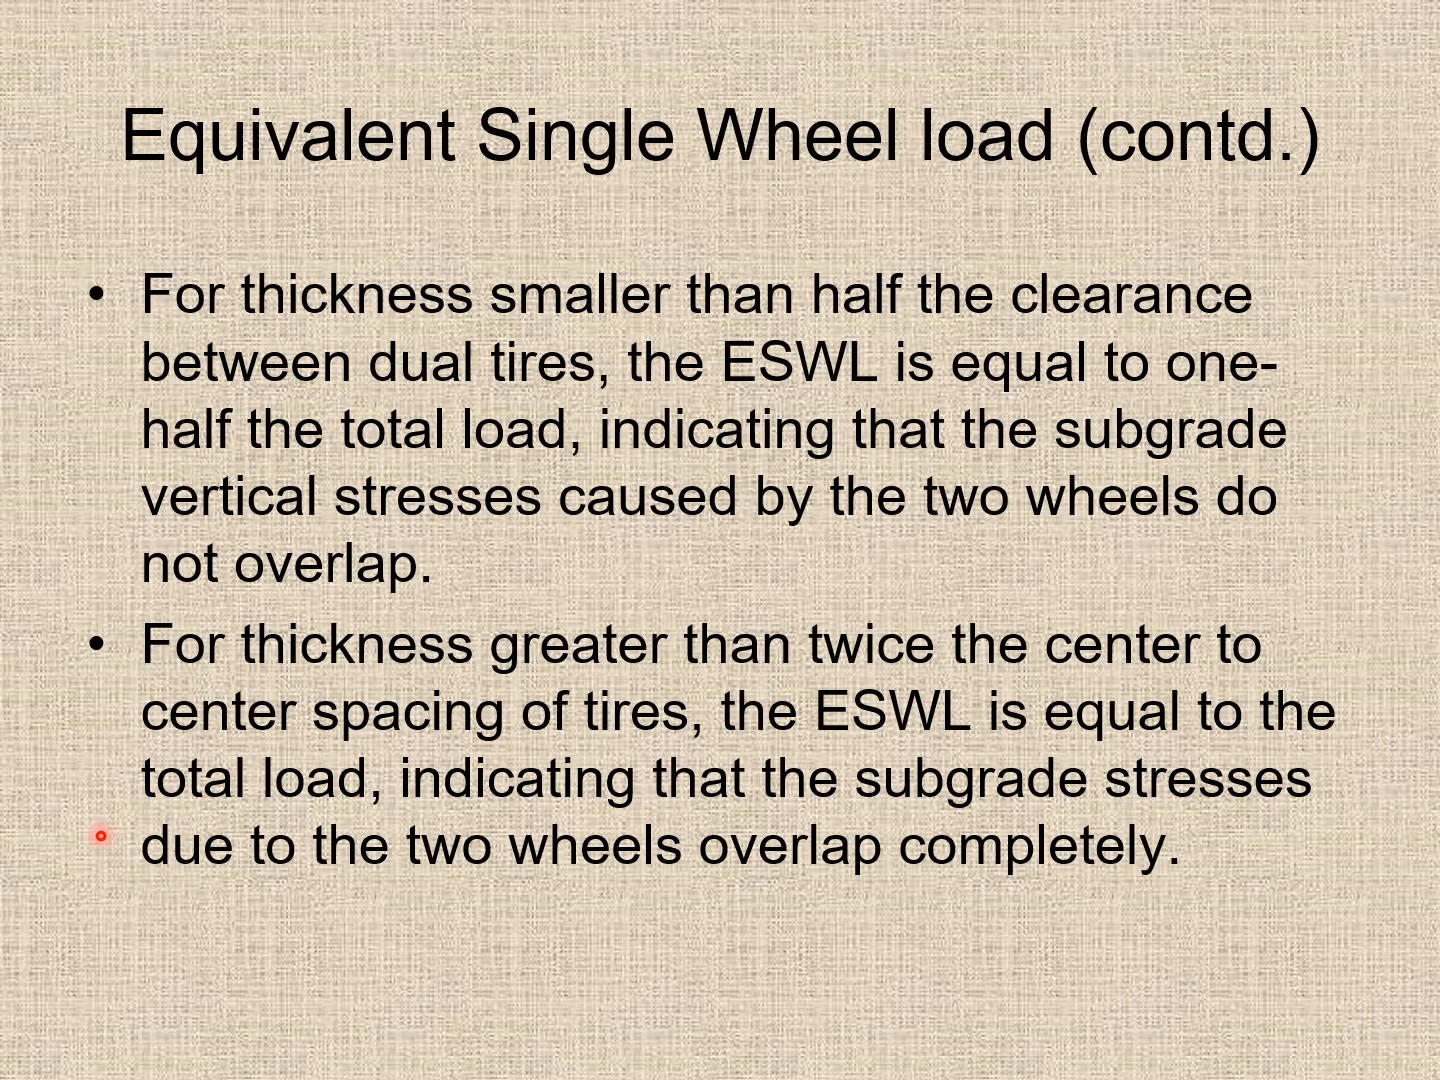 Equivalent Single Wheel load (contd.)
• For thickness smaller than half the clearance
between dual tires, the ESWL is equal to one-
half the total load, indicating that the subgrade
vertical stresses caused by the two wheels do
not overlap.
• For thickness greater than twice the center to
center spacing of tires, the ESWL is equal to the
total load, indicating that the subgrade stresses
due to the two wheels overlap completely.